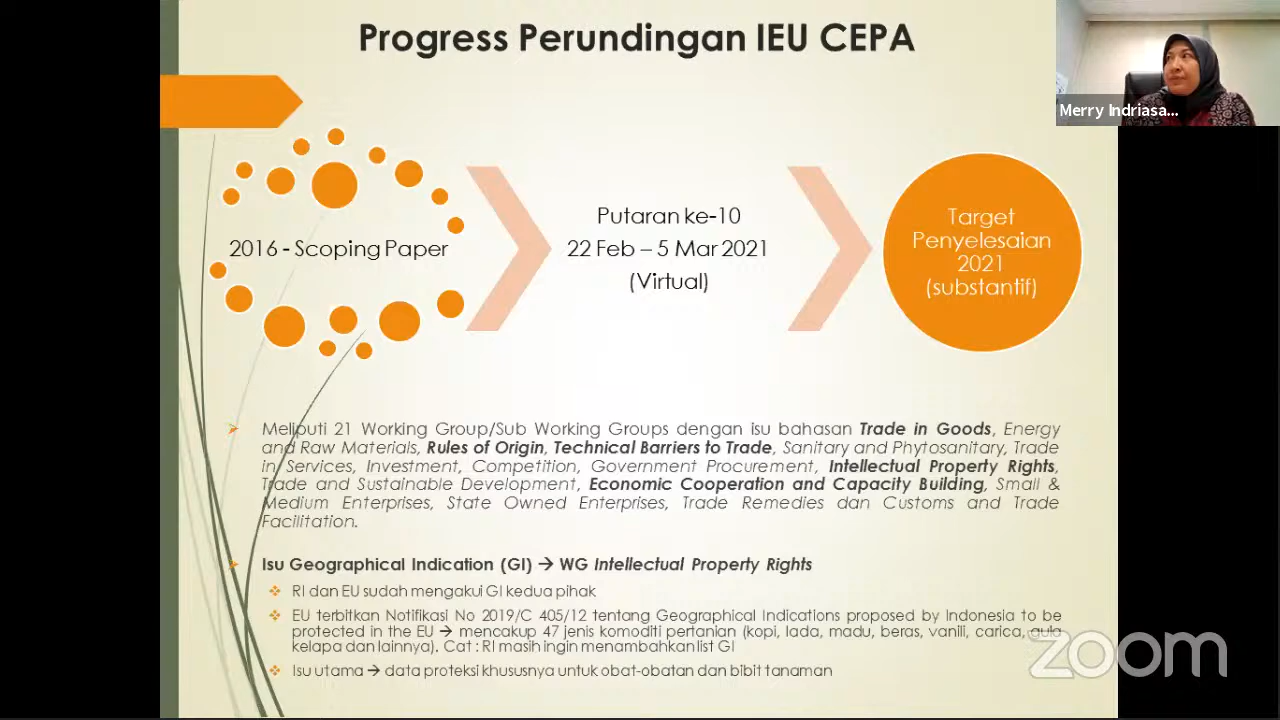 Progress Perundingan IEU CEPA
Merry Indriasa...
2016 - Scoping Paper
Putaran ke-10
22 Feb – 5 Mar 2021
(Virtual)
Target
Penyelesaian
2021
(substantif)
Meliputi 21 Working Group/Sub Working Groups dengan isu bahasan Trade in Goods, Energy
and Raw Materials, Rules of Origin, Technical Barriers to Trade, Sanitary and Phytosanitary, Trade
in Services, Investment, Competition, Government Procurement, Intellectual Property Rights,
Trade and Sustainable Development, Economic Cooperation and Capacity Building, Small &
Medium Enterprises, State Owned Enterprises, Trade Remedies dan Customs and Trade
Facilitation.
Isu Geographical Indication (GI) → WG Intellectual Property Rights
RI dan EU sudah mengakui GI kedua pihak
EU terbitkan Notifikasi No 2019/C 405/12 tentang Geographical Indications proposed by Indonesia to be
protected in the EU → mencakup 47 jenis komoditi pertanian (kopi, lada, madu, beras, vanili, carica, gula
kelapa dan lainnya). Cat : RI masih ingin menambahkan list GI
Isu utama → data proteksi khususnya untuk obat-obatan dan bibit tanaman
zoom